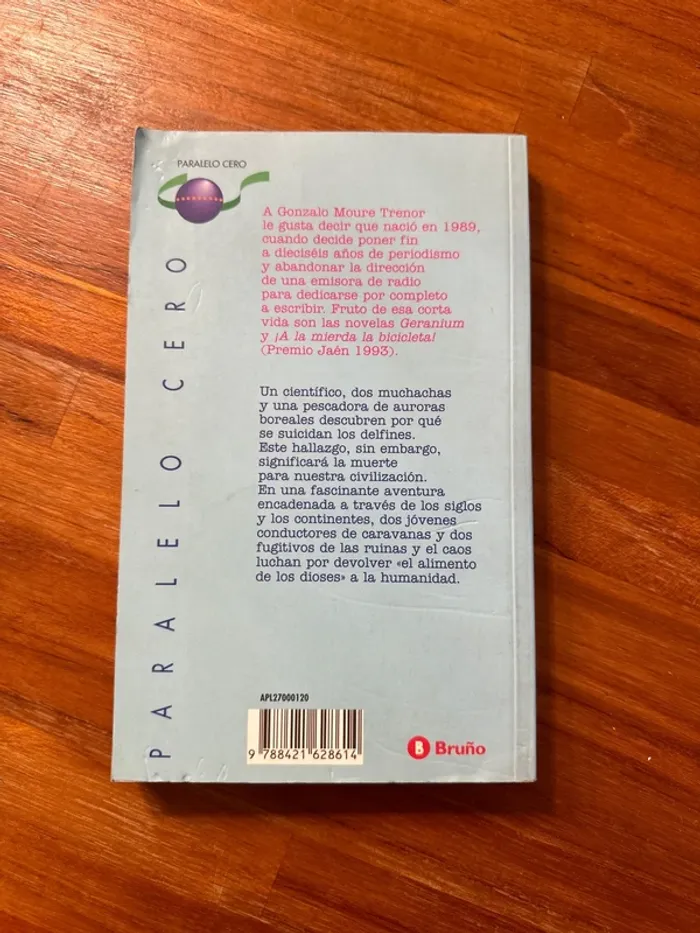 PARALELO CERO
PARALELO CERO
A Gonzalo Moure Trenor
le gusta decir que nació en 1989,
cuando decide poner fin
a dieciséis años de periodismo
y abandonar la dirección
de una emisora de radio
para dedicarse por completo
a escribir. Fruto de esa corta
vida son las novelas Geranium
y ¡A la mierda la bicicleta!
(Premio Jaén 1993).
Un científico, dos muchachas
y una pescadora de auroras
boreales descubren por qué
se suicidan los delfines.
Este hallazgo, sin embargo,
significará la muerte
para nuestra civilización.
En una fascinante aventura
encadenada a través de los siglos
y los continentes, dos jóvenes
conductores de caravanas y dos
fugitivos de las ruinas y el caos
luchan por devolver «el alimento
de los dioses» a la humanidad.
APL27000120
9 788421 628614
B Bruño